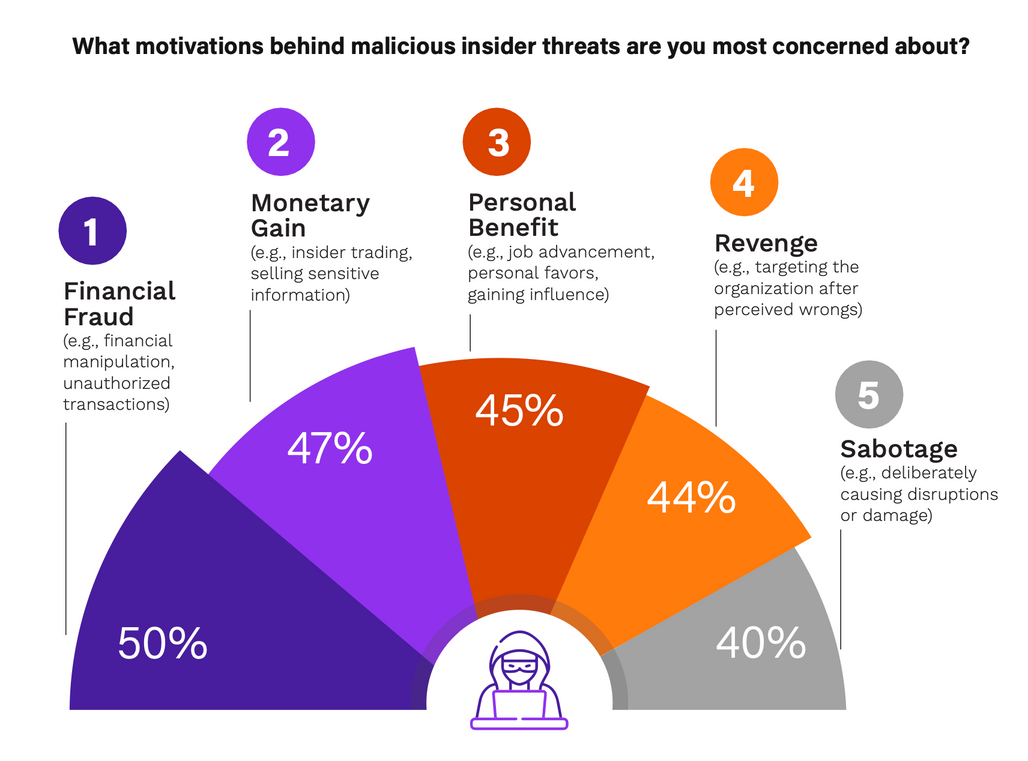 What motivations behind malicious insider threats are you most concerned about?
1
Financial
Fraud
(e.g., financial
manipulation,
unauthorized
transactions)
2
Monetary
Gain
(e.g., insider trading,
selling sensitive
information)
3
Personal
Benefit
(e.g., job advancement,
personal favors,
gaining influence)
4
Revenge
(e.g., targeting the
organization after
perceived wrongs)
5
Sabotage
(e.g., deliberately
causing disruptions
or damage)
50%
47%
45%
44%
40%